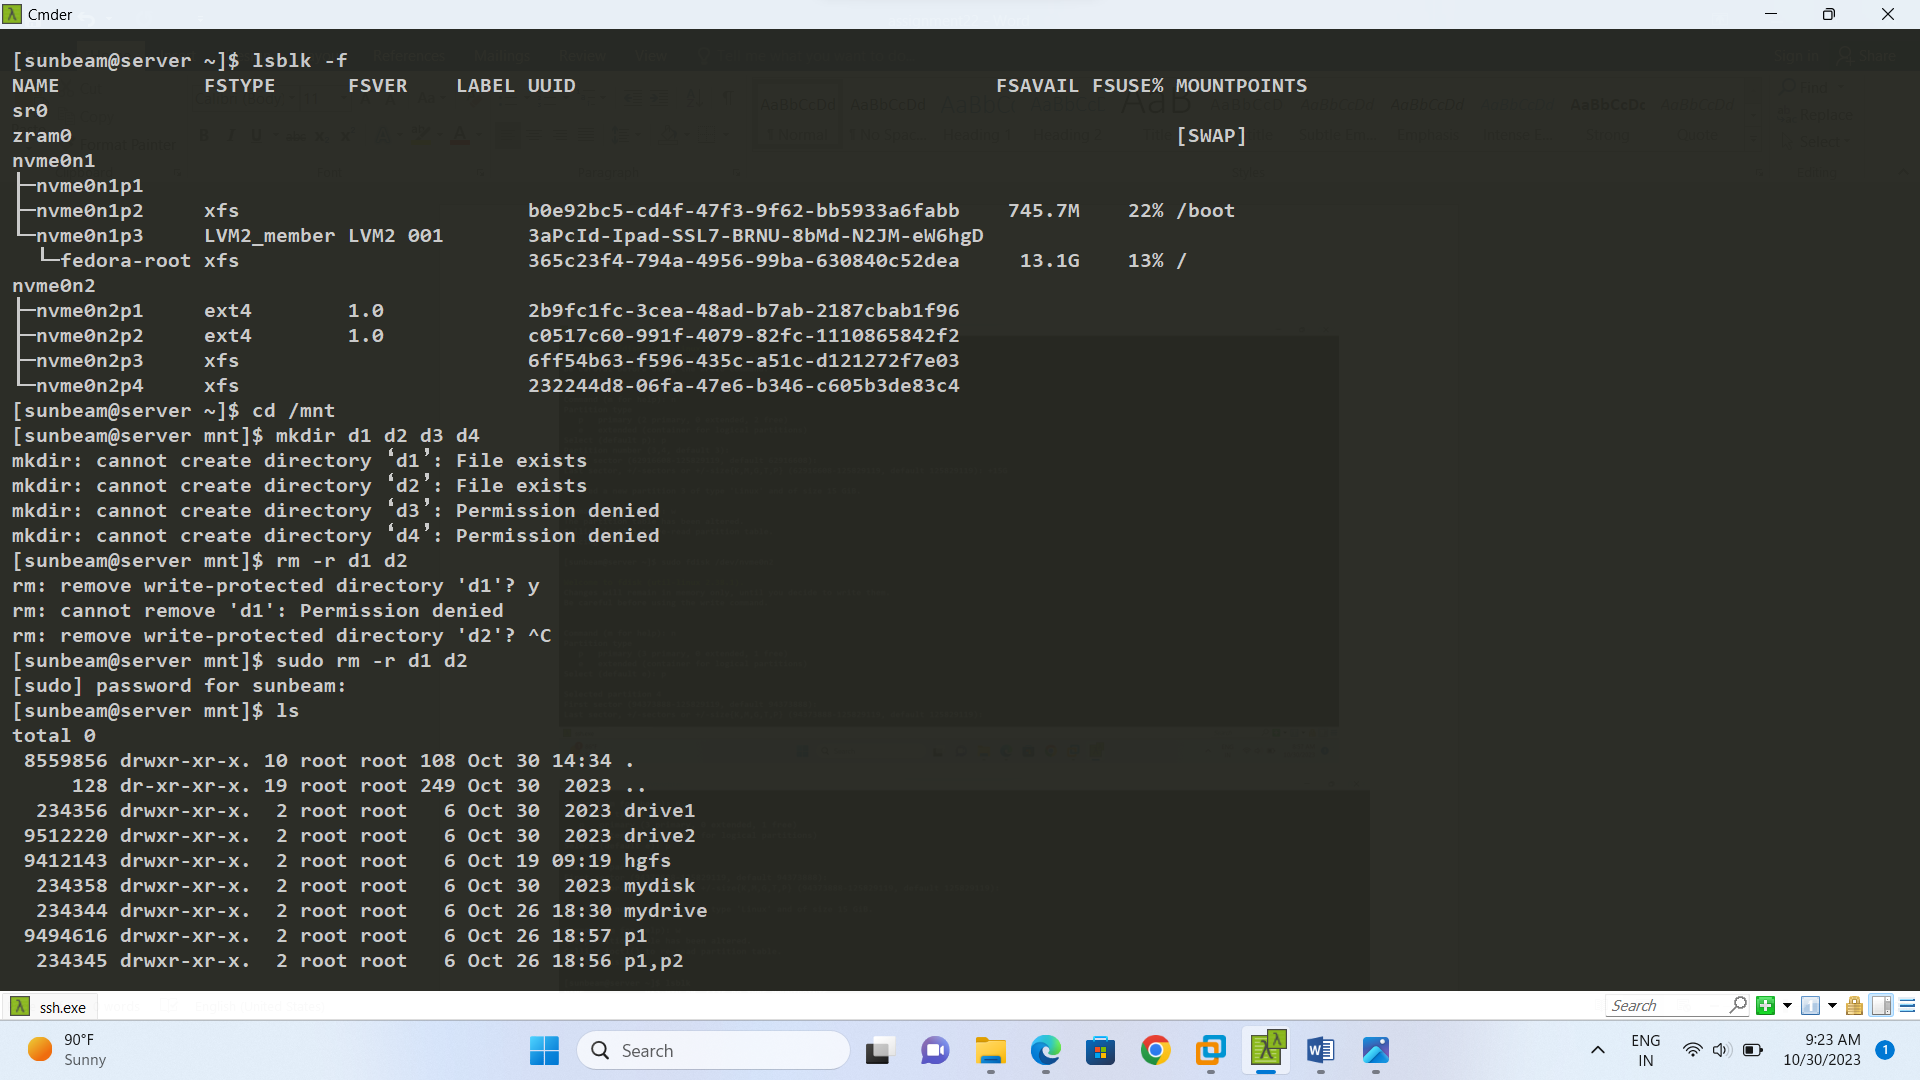 Cmder
[sunbeam@server ~]$ lsblk -f
NAME            FSTYPE      FSVER    LABEL UUID                                   FSAVAIL FSUSE% MOUNTPOINTS
sr0
zram0                                                                                            [SWAP]
nvme0n1
├─nvme0n1p1
├─nvme0n1p2     xfs                        b0e92bc5-cd4f-47f3-9f62-bb5933a6fabb    745.7M    22% /boot
└─nvme0n1p3     LVM2_member LVM2 001       3aPcId-Ipad-SSL7-BRNU-8bMd-N2JM-eW6hgD
  └─fedora-root xfs                        365c23f4-794a-4956-99ba-630840c52dea     13.1G    13% /
nvme0n2
├─nvme0n2p1     ext4        1.0            2b9fc1fc-3cea-48ad-b7ab-2187cbab1f96
├─nvme0n2p2     ext4        1.0            c0517c60-991f-4079-82fc-1110865842f2
├─nvme0n2p3     xfs                        6ff54b63-f596-435c-a51c-d121272f7e03
└─nvme0n2p4     xfs                        232244d8-06fa-47e6-b346-c605b3de83c4
[sunbeam@server ~]$ cd /mnt
[sunbeam@server mnt]$ mkdir d1 d2 d3 d4
mkdir: cannot create directory ‘d1’: File exists
mkdir: cannot create directory ‘d2’: File exists
mkdir: cannot create directory ‘d3’: Permission denied
mkdir: cannot create directory ‘d4’: Permission denied
[sunbeam@server mnt]$ rm -r d1 d2
rm: remove write-protected directory 'd1'? y
rm: cannot remove 'd1': Permission denied
rm: remove write-protected directory 'd2'? ^C
[sunbeam@server mnt]$ sudo rm -r d1 d2
[sudo] password for sunbeam:
[sunbeam@server mnt]$ ls
total 0
8559856 drwxr-xr-x. 10 root root 108 Oct 30 14:34 .
    128 dr-xr-xr-x. 19 root root 249 Oct 30  2023 ..
 234356 drwxr-xr-x.  2 root root   6 Oct 30  2023 drive1
9512220 drwxr-xr-x.  2 root root   6 Oct 30  2023 drive2
9412143 drwxr-xr-x.  2 root root   6 Oct 19 09:19 hgfs
 234358 drwxr-xr-x.  2 root root   6 Oct 30  2023 mydisk
 234344 drwxr-xr-x.  2 root root   6 Oct 26 18:30 mydrive
9494616 drwxr-xr-x.  2 root root   6 Oct 26 18:57 p1
 234345 drwxr-xr-x.  2 root root   6 Oct 26 18:56 p1,p2
ssh.exe
Search
90°F
Sunny
Search
ENG
IN
9:23 AM
10/30/2023
1